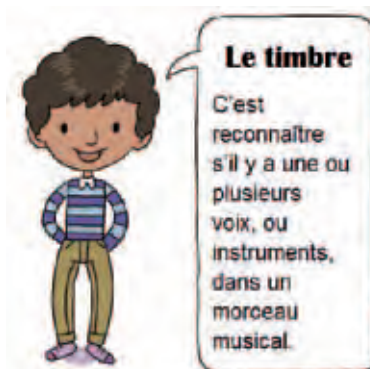 Le timbre
C'est
reconnaître
s'il y a une ou
plusieurs
voix, ou
instruments,
dans un
morceau
musical.